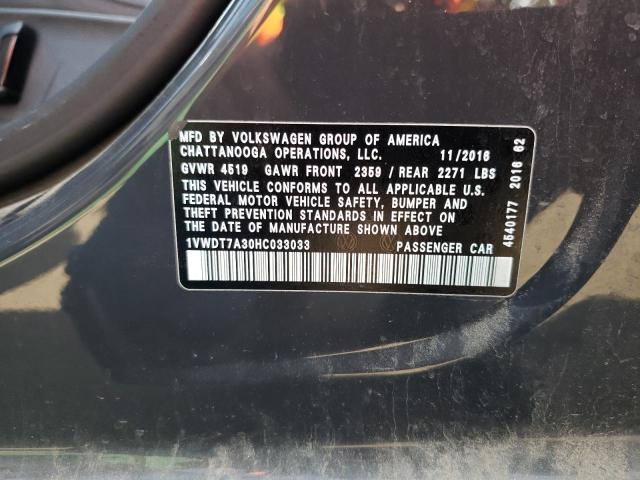 MFD BY VOLKSWAGEN GROUP OF AMERICA
CHATTANOOGA OPERATIONS, LLC. 11/2016
GVWR 4519 GAWR FRONT 2359 / REAR 2271 LBS
THIS VEHICLE CONFORMS TO ALL APPLICABLE U.S.
FEDERAL MOTOR VEHICLE SAFETY, BUMPER AND
THEFT PREVENTION STANDARDS IN EFFECT ON
THE DATE OF MANUFACTURE SHOWN ABOVE
1VWDT7A30HC033033 PASSENGER CAR
4540177 2016 62